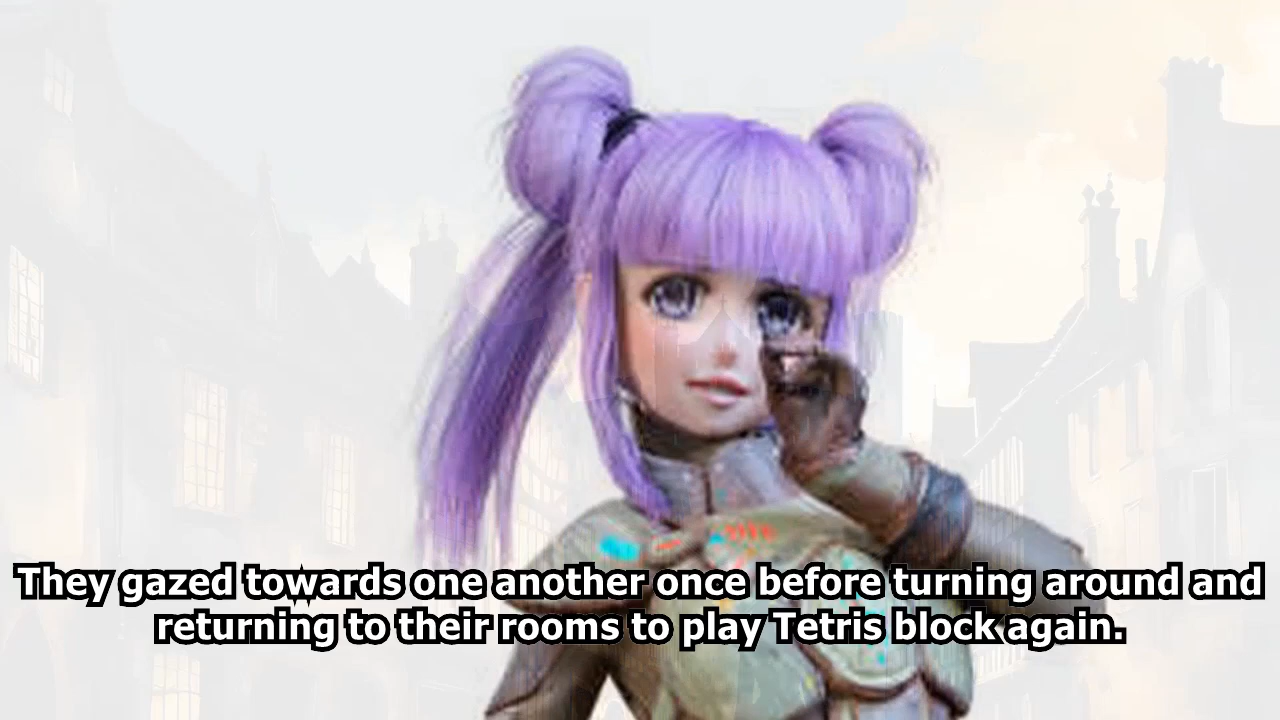 They gazed towards one another once before turning around and
returning to their rooms to play Tetris block again.